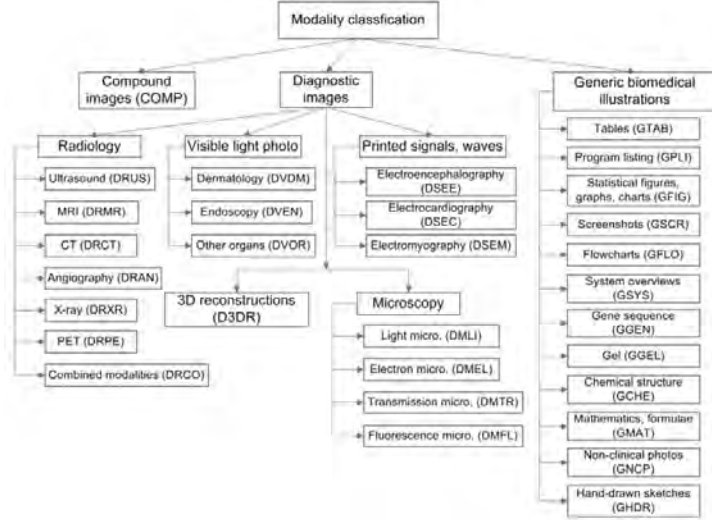 Modality classfication
Compound
images (COMP)
Diagnostic
images
Generic biomedical
illustrations
Radiology
Ultrasound (DRUS)
MRI (DRMR)
CT (DRCT)
Angiography (DRAN)
X-ray (DRXR)
PET (DRPE)
Combined modalities (DRCO)
Visible light photo
Dermatology (DVDM)
Endoscopy (DVEN)
Other organs (DVOR)
Printed signals, waves
Electroencephalography
(DSEE)
Electrocardiography
(DSEC)
Electromyography (DSEM)
3D reconstructions
(D3DR)
Microscopy
Light micro. (DMLI)
Electron micro. (DMEL)
Transmission micro. (DMTR)
Fluorescence micro. (DMFL)
Tables (GTAB)
Program listing (GPLI)
Statistical figures,
graphs, charts (GFIG)
Screenshots (GSCR)
Flowcharts (GFLO)
System overviews
(GSYS)
Gene sequence
(GGEN)
Gel (GGEL)
Chemical structure
(GCHE)
Mathematics, formulae
(GMAT)
Non-clinical photos
(GNCP)
Hand-drawn sketches
(GHDR)